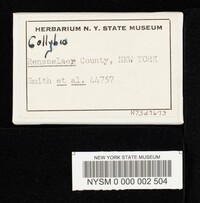 HERBARIUM N. Y. STATE MUSEUM
Collybia
Rensselaer County, NEW YORK
Smith et al. 44757
NEW YORK STATE MUSEUM
NYSM 0 000 002 504